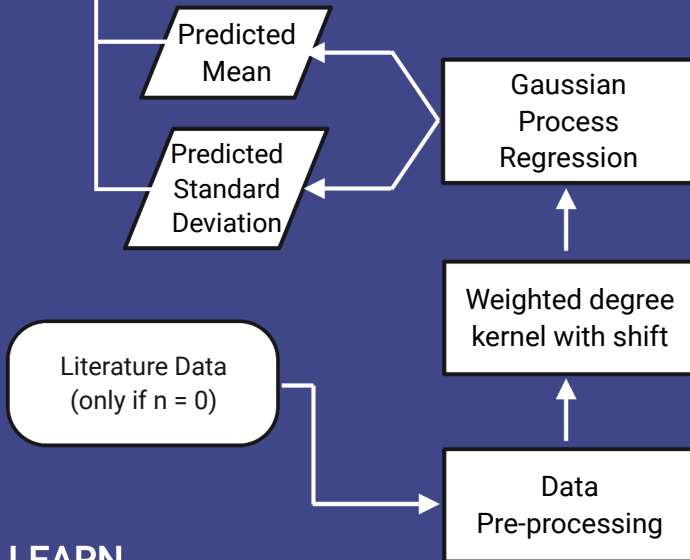 Predicted
Mean
Gaussian
Process
Regression
Predicted
Standard
Deviation
Weighted degree
kernel with shift
Literature Data
(only if n = 0)
Data
Pre-processing
LEARN